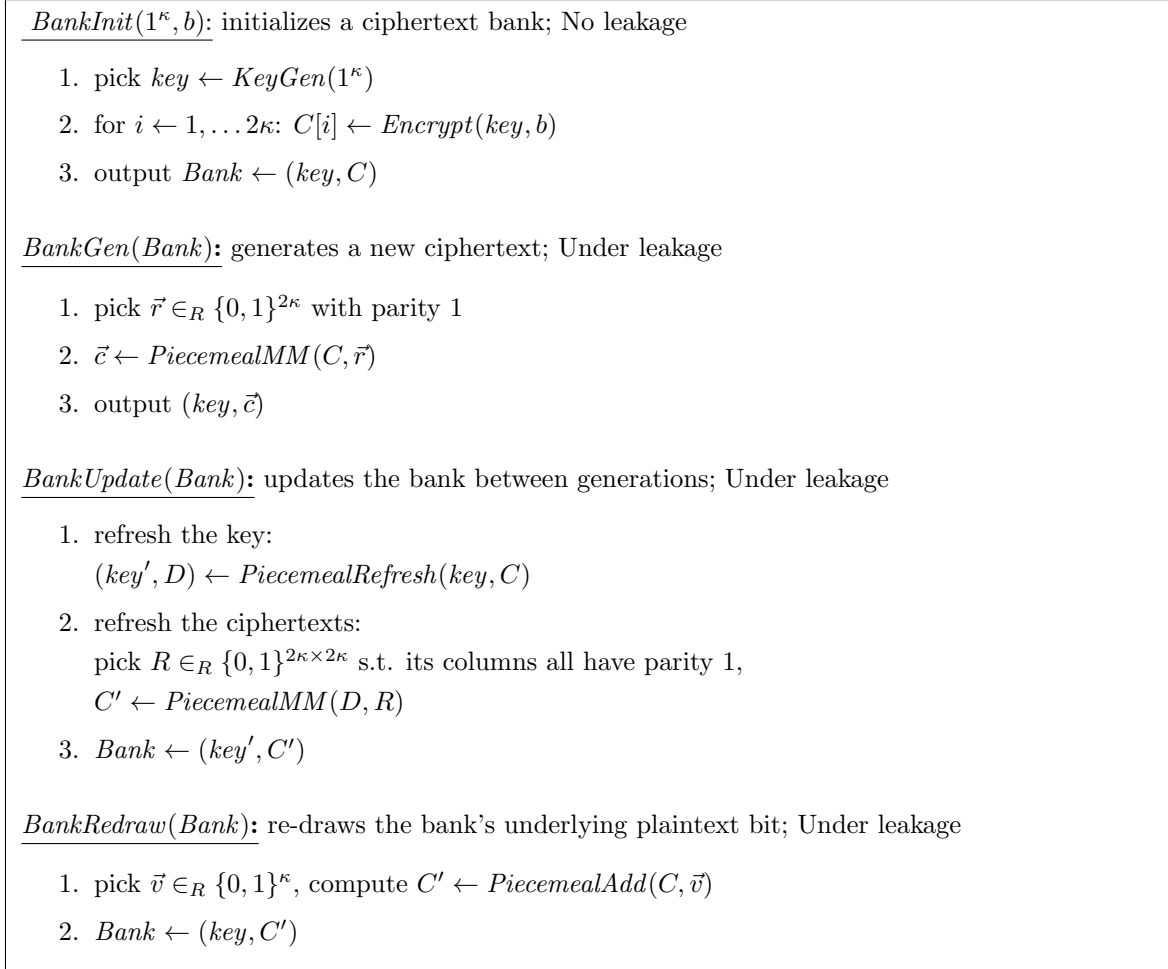 BankInit(1^κ, b): initializes a ciphertext bank; No leakage
1. pick key ← KeyGen(1^κ)
2. for i ← 1, … 2κ: C[i] ← Encrypt(key, b)
3. output Bank ← (key, C)
BankGen(Bank): generates a new ciphertext; Under leakage
1. pick r⃗ ∈_R {0, 1}^{2κ} with parity 1
2. c⃗ ← PiecemealMM(C, r⃗)
3. output (key, c⃗)
BankUpdate(Bank): updates the bank between generations; Under leakage
1. refresh the key:
(key′, D) ← PiecemealRefresh(key, C)
2. refresh the ciphertexts:
pick R ∈_R {0, 1}^{2κ×2κ} s.t. its columns all have parity 1,
C′ ← PiecemealMM(D, R)
3. Bank ← (key′, C′)
BankRedraw(Bank): re-draws the bank's underlying plaintext bit; Under leakage
1. pick v⃗ ∈_R {0, 1}^κ, compute C′ ← PiecemealAdd(C, v⃗)
2. Bank ← (key, C′)